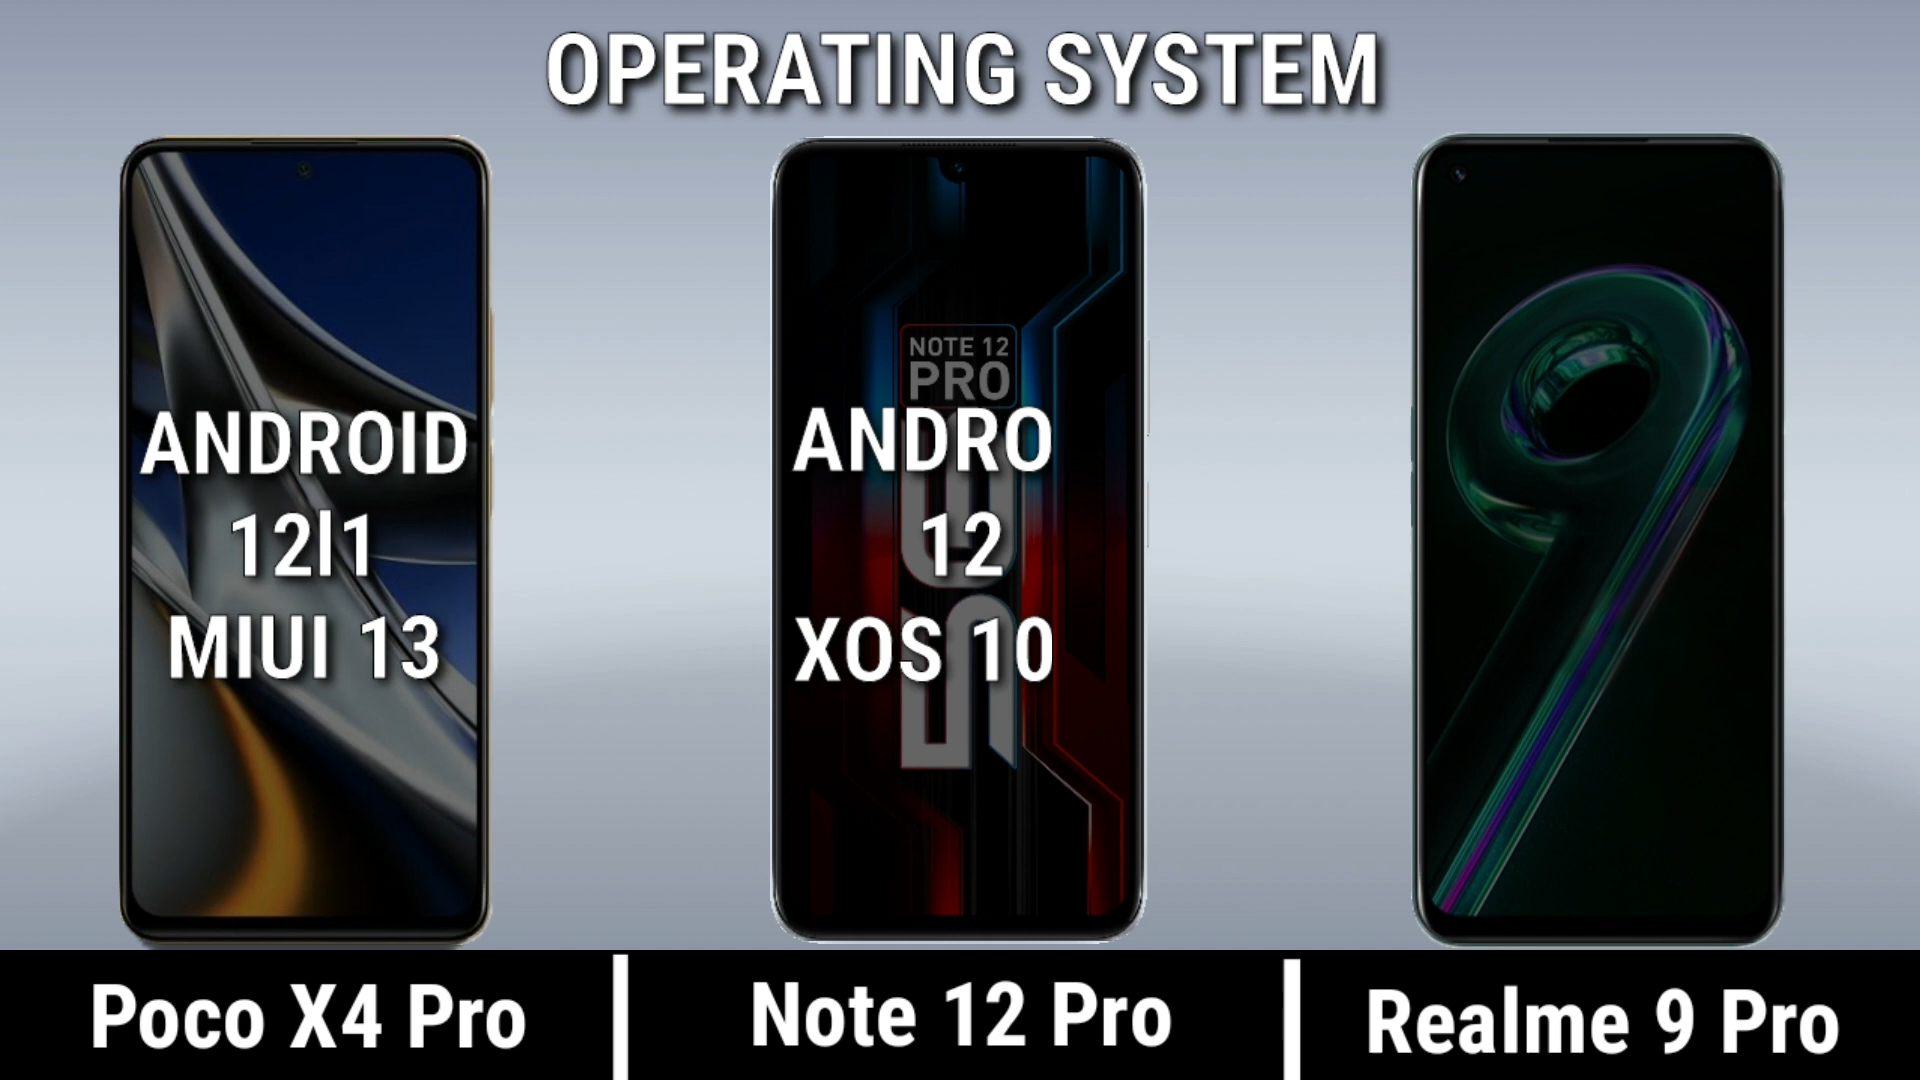 OPERATING SYSTEM
ANDROID
12l1
MIUI 13
NOTE 12
PRO
5G
ANDRO
12
XOS 10
Poco X4 Pro
Note 12 Pro
Realme 9 Pro